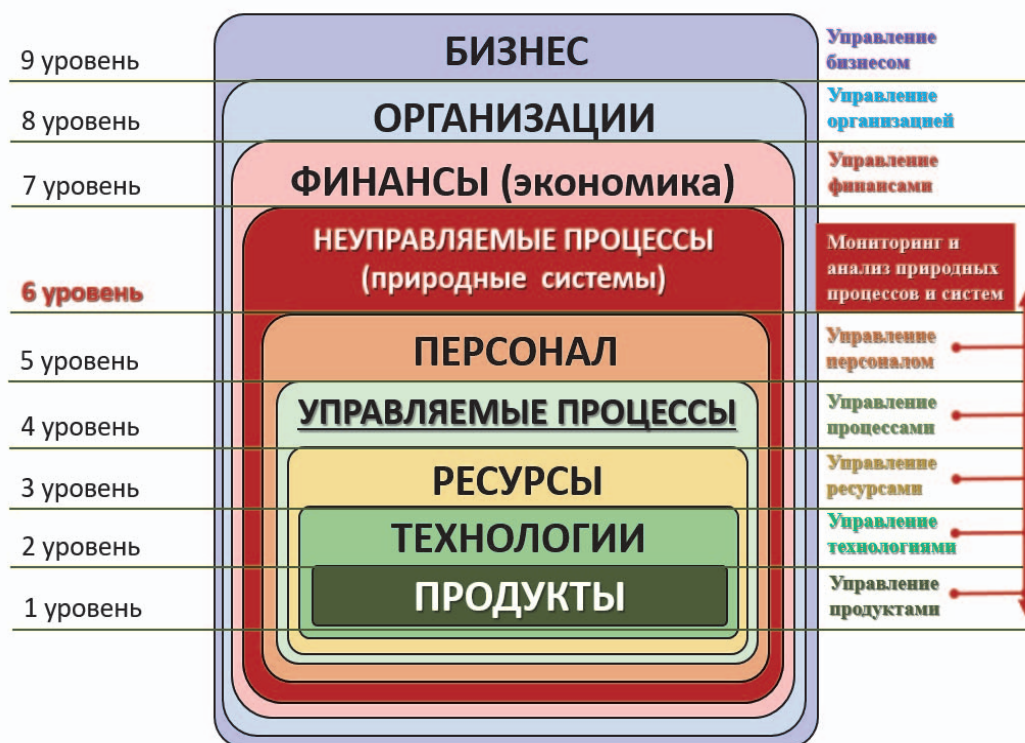 9 уровень
БИЗНЕС
Управление
бизнесом
8 уровень
ОРГАНИЗАЦИИ
Управление
организацией
7 уровень
ФИНАНСЫ (экономика)
Управление
финансами
6 уровень
НЕУПРАВЛЯЕМЫЕ ПРОЦЕССЫ
(природные системы)
Мониторинг и
анализ природных
процессов и систем
5 уровень
ПЕРСОНАЛ
Управление
персоналом
4 уровень
УПРАВЛЯЕМЫЕ ПРОЦЕССЫ
Управление
процессами
3 уровень
РЕСУРСЫ
Управление
ресурсами
2 уровень
ТЕХНОЛОГИИ
Управление
технологиями
1 уровень
ПРОДУКТЫ
Управление
продуктами